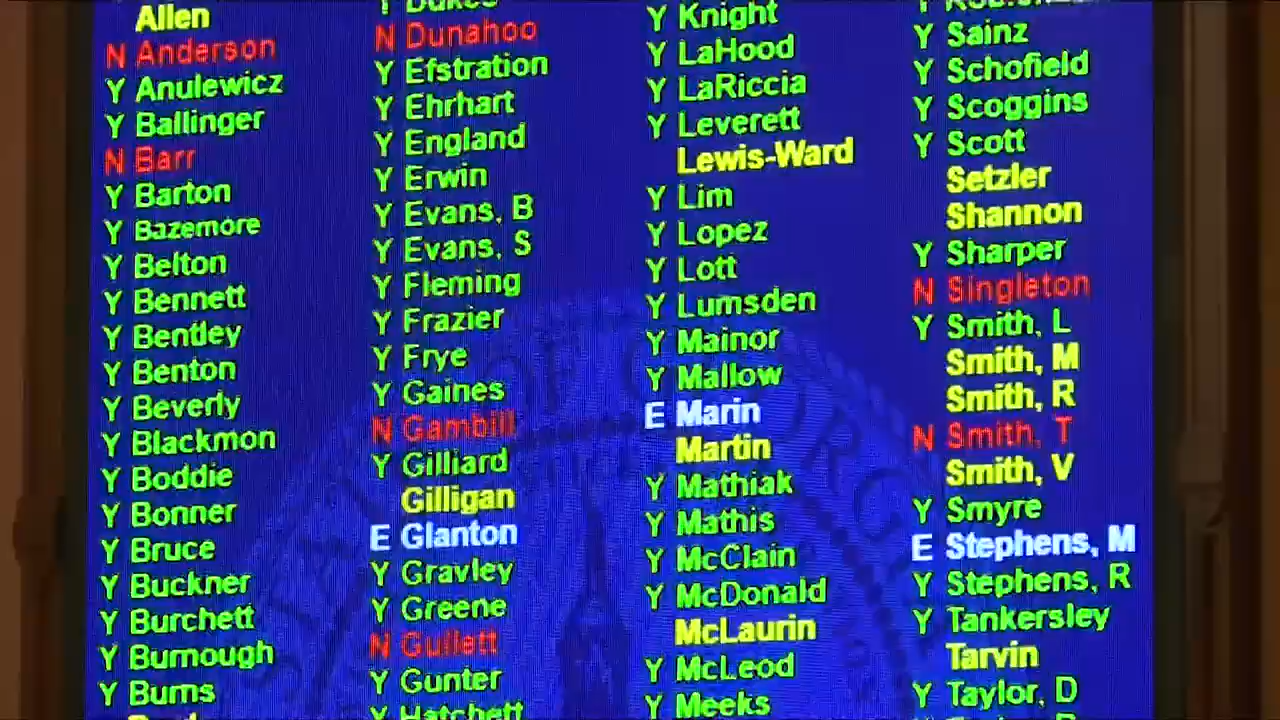 Allen
N Anderson
Y Anulewicz
Y Ballinger
N Barr
Y Barton
Y Bazemore
Y Belton
Y Bennett
Y Bentley
Y Benton
Y Beverly
Y Blackmon
Y Boddie
Y Bonner
Y Bruce
Y Buckner
Y Burchett
Y Burnough
Y Burns
Y Dukes
N Dunahoo
Y Efstration
Y Ehrhart
Y England
Y Erwin
Y Evans, B
Y Evans, S
Y Fleming
Y Frazier
Y Frye
Y Gaines
N Gambill
Y Gilliard
Gilligan
E Glanton
Y Gravley
Y Greene
N Gullett
Y Gunter
Y Hatchett
Y Knight
Y LaHood
Y LaRiccia
Y Leverett
Lewis-Ward
Y Lim
Y Lopez
Y Lott
Y Lumsden
Y Mainor
Y Mallow
E Marin
Martin
Y Mathiak
Y Mathis
Y McClain
Y McDonald
McLaurin
Y McLeod
Y Meeks
Y Sainz
Y Schofield
Y Scoggins
Y Scott
Setzler
Shannon
Y Sharper
N Singleton
Y Smith, L
Smith, M
Smith, R
N Smith, T
Smith, V
Y Smyre
E Stephens, M
Y Stephens, R
Y Tankersley
Tarvin
Y Taylor, D